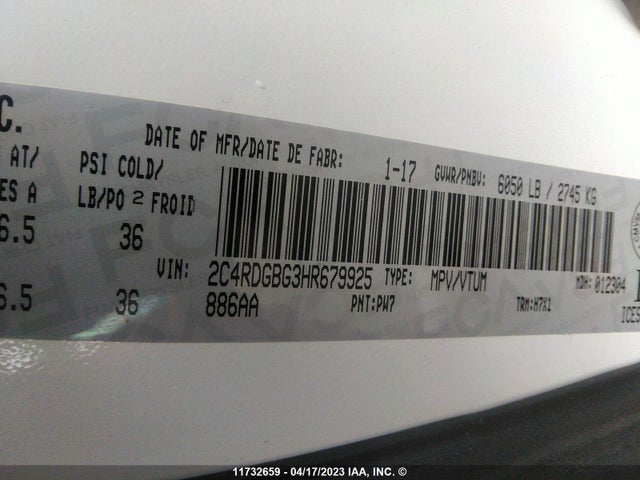 C.
DATE OF MFR/DATE DE FABR: 1-17 GVWR/PNBV: 6050 LB / 2745 KG
AT/ PSI COLD/
ES A LB/PO 2 FROID
6.5 36
VIN: 2C4RDGBG3HR679925 TYPE: MPV/VTUM MDH: 012304
6.5 36 886AA PNT:PW7 TRM:H7X1
ICES
11732659 - 04/17/2023 IAA, INC. ©